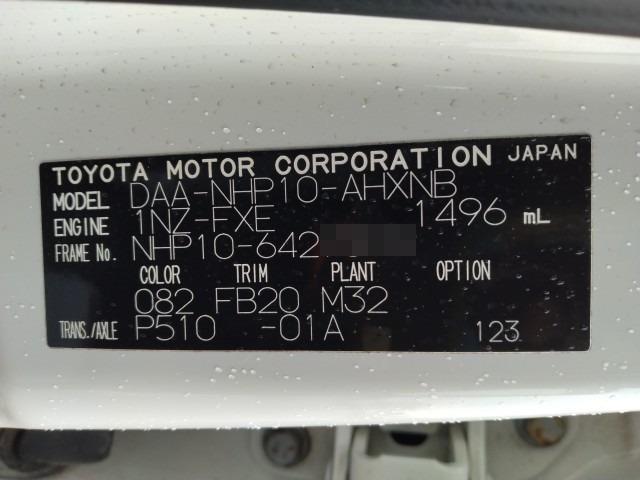 TOYOTA MOTOR CORPORATION JAPAN
MODEL DAA-NHP10-AHXNB
ENGINE 1NZ-FXE 1496 mL
FRAME No. NHP10-642
COLOR TRIM PLANT OPTION
082 FB20 M32
TRANS./AXLE P510 -01A 123